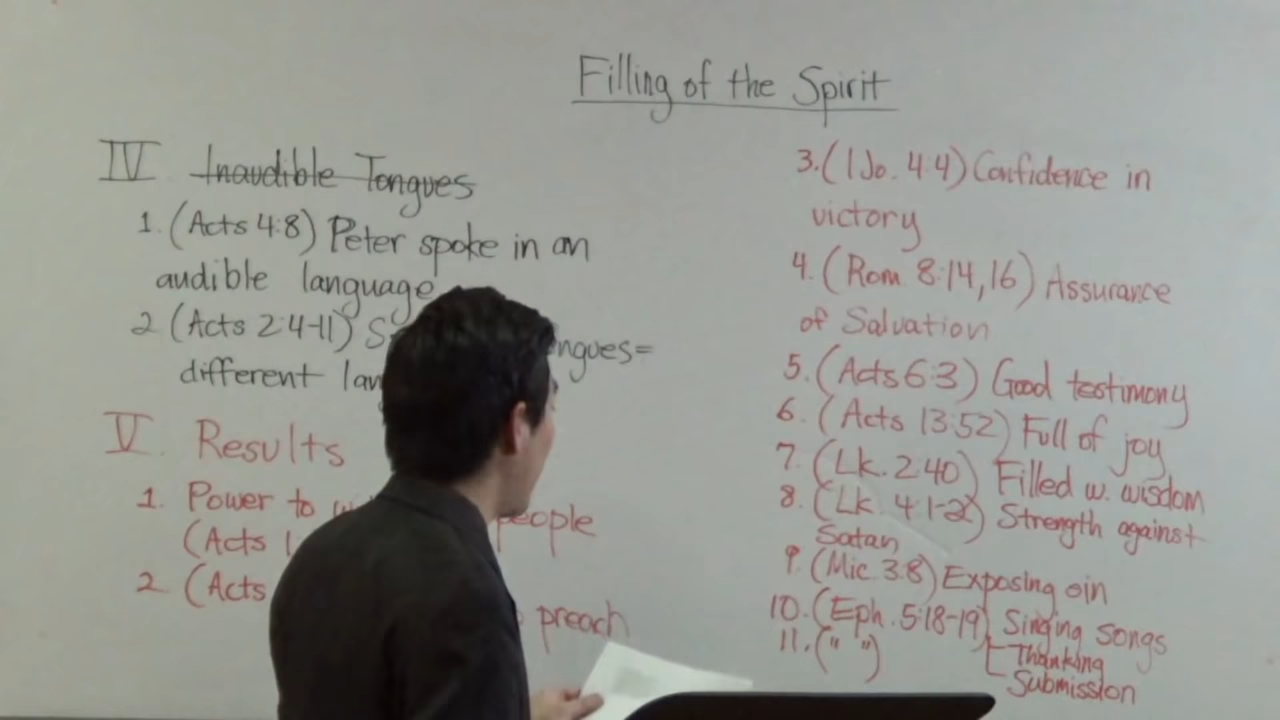 Filling of the Spirit
IV Inaudible Tongues
1. (Acts 4:8) Peter spoke in an
audible language
2 (Acts 2:4-11) ngues=
different lan
V. Results
1. Power to people
(Acts 1
2 (Acts
preach
3. (1 Jo. 4:4) Confidence in
victory
4. (Rom 8:14,16) Assurance
of Salvation
5. (Acts 6:3) Good testimony
6. (Acts 13:52) Full of joy
7. (Lk. 2:40) Filled w. wisdom
8. (Lk. 4:1-2) Strength against
Satan
9. (Mic 3:8) Exposing sin
10. (Eph. 5:18-19) Singing songs
11. (" ") Thanking
Submission